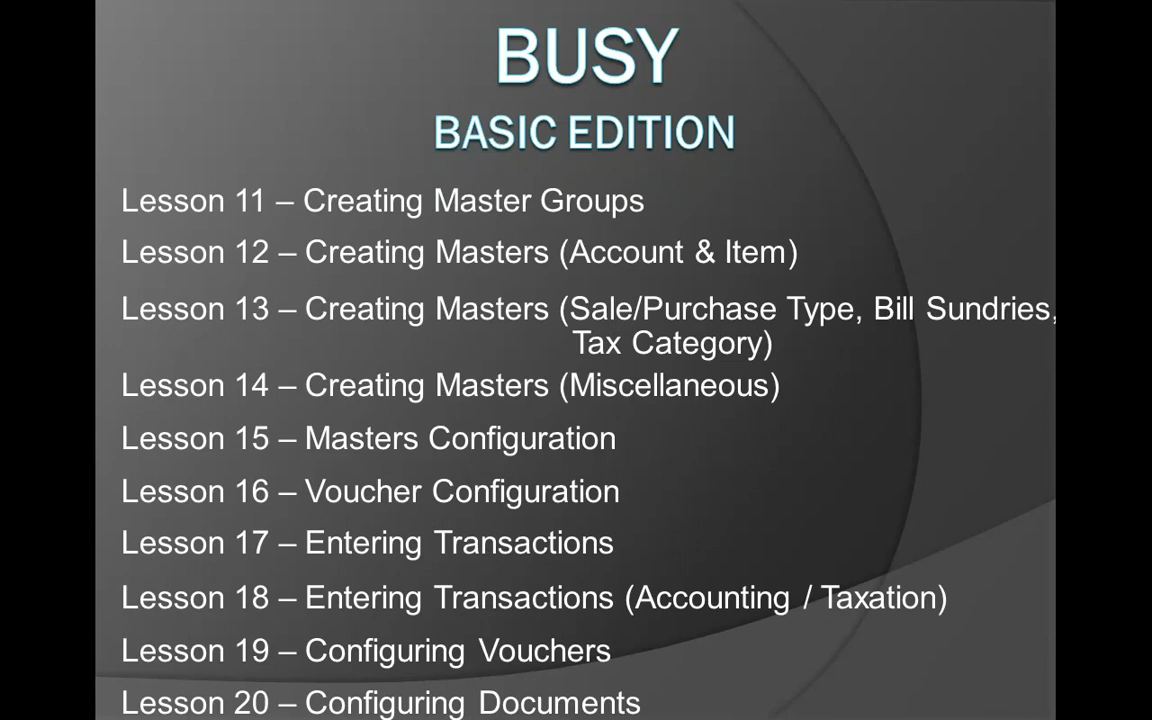 BUSY
BASIC EDITION
Lesson 11 – Creating Master Groups
Lesson 12 – Creating Masters (Account & Item)
Lesson 13 – Creating Masters (Sale/Purchase Type, Bill Sundries,
Tax Category)
Lesson 14 – Creating Masters (Miscellaneous)
Lesson 15 – Masters Configuration
Lesson 16 – Voucher Configuration
Lesson 17 – Entering Transactions
Lesson 18 – Entering Transactions (Accounting / Taxation)
Lesson 19 – Configuring Vouchers
Lesson 20 – Configuring Documents